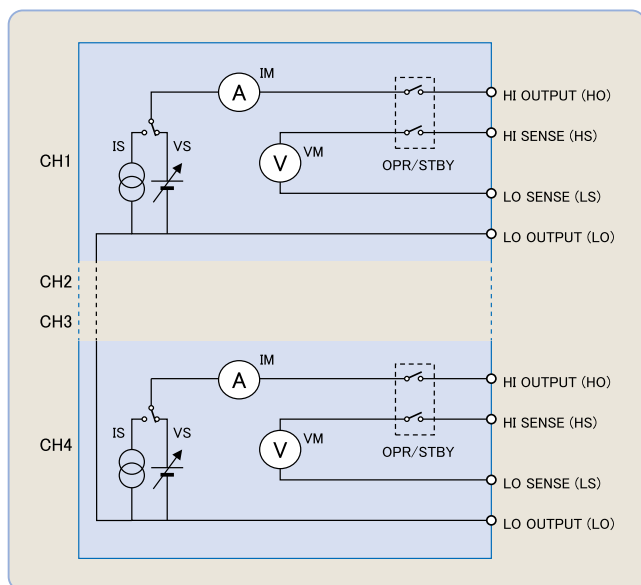 IM
A
HI OUTPUT (HO)
IS
VS
HI SENSE (HS)
CH1
V
VM
OPR/STBY
LO SENSE (LS)
LO OUTPUT (LO)
CH2
CH3
IM
A
HI OUTPUT (HO)
IS
VS
HI SENSE (HS)
CH4
V
VM
OPR/STBY
LO SENSE (LS)
LO OUTPUT (LO)